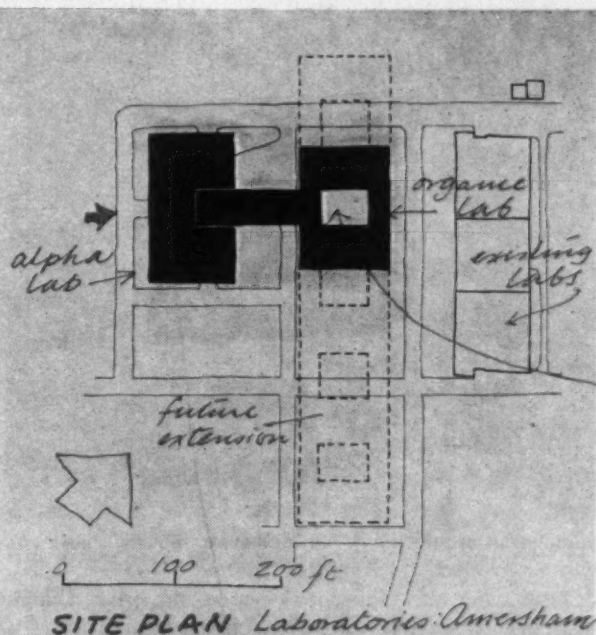 organic
lab
alpha
lab
existing
labs
future
extension
0 100 200 ft
SITE PLAN Laboratories: Amersham